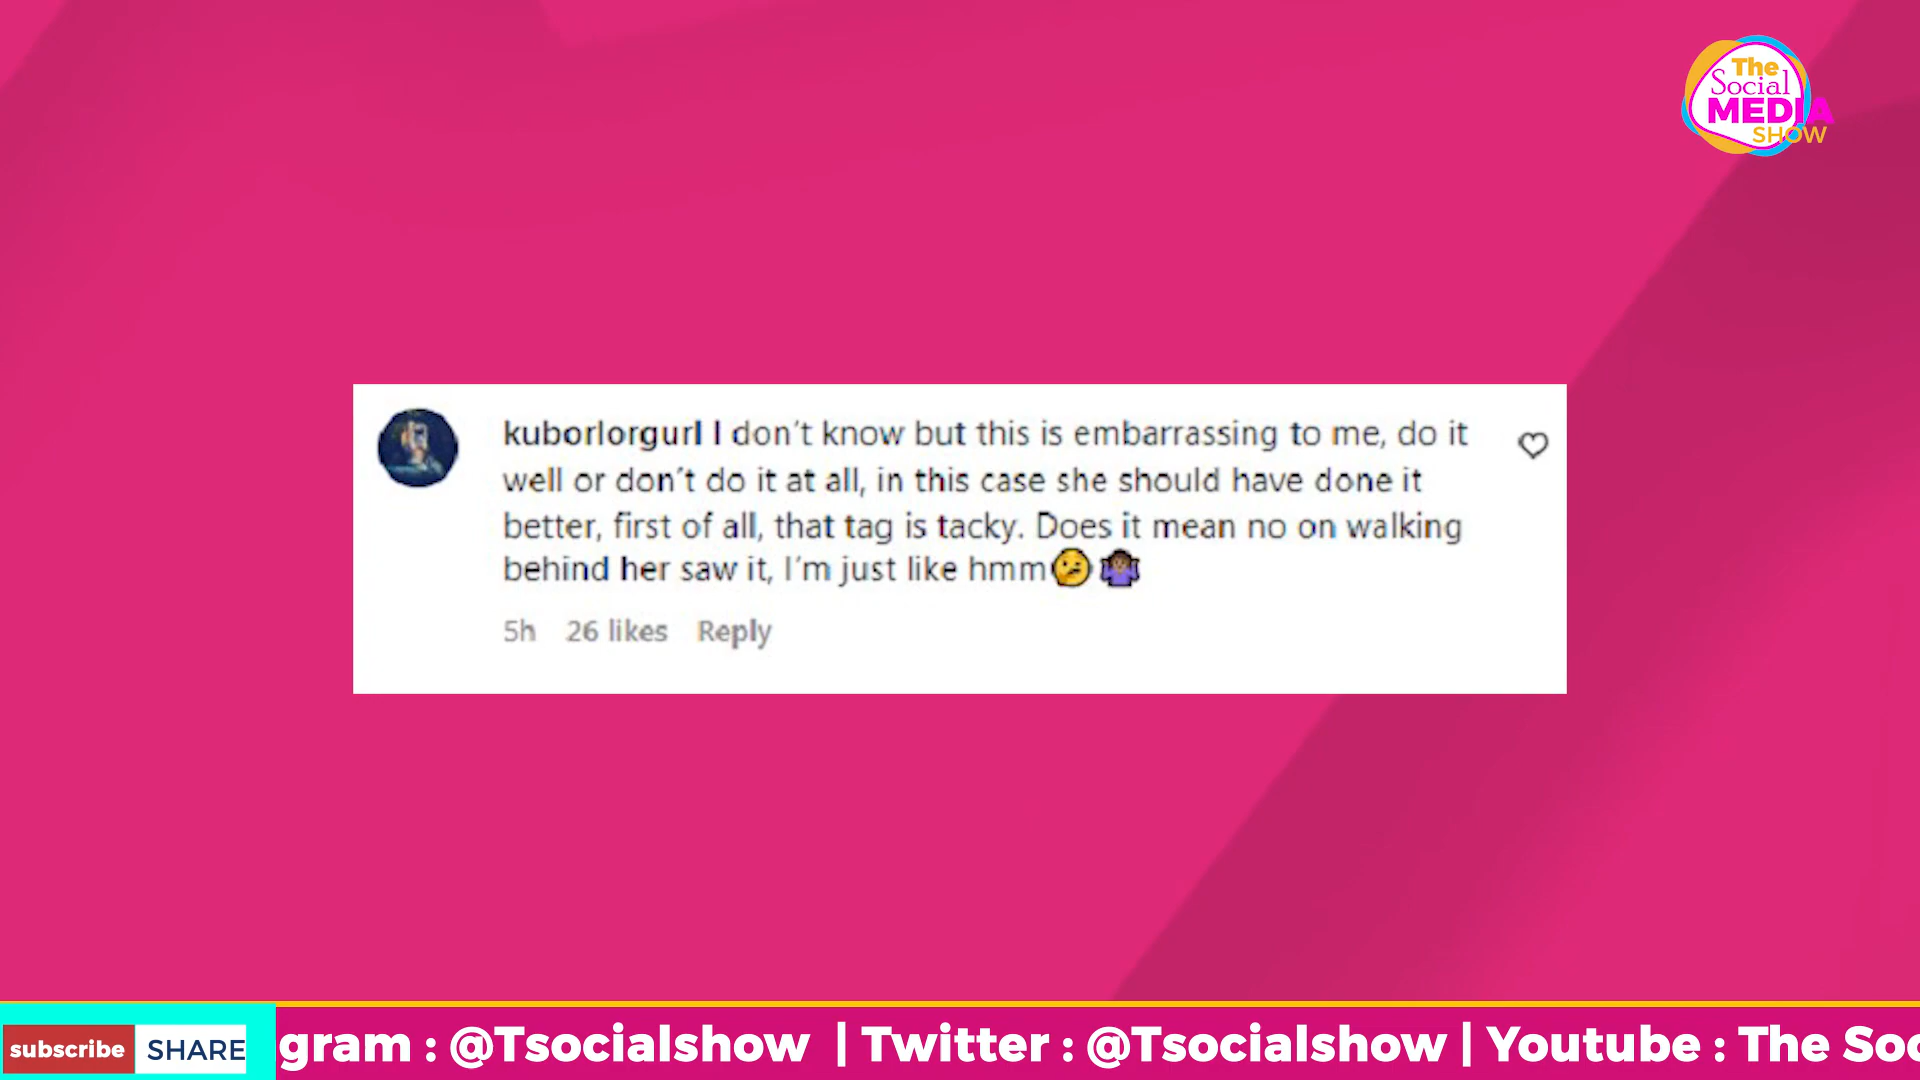 The
Social
MEDIA
SHOW
kuborlorgurl I don't know but this is embarrassing to me, do it
well or don't do it at all, in this case she should have done it
better, first of all, that tag is tacky. Does it mean no on walking
behind her saw it, I'm just like hmm🤔🤷🏾‍♀️
5h 26 likes Reply
subscribe SHARE gram : @Tsocialshow | Twitter : @Tsocialshow | Youtube : The Soc